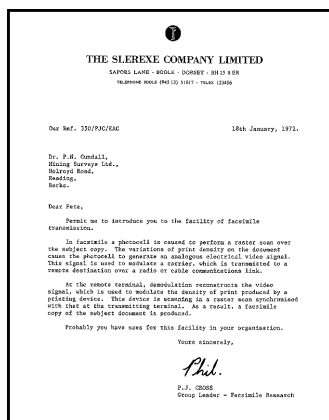 THE SLEREXE COMPANY LIMITED
SAPORS LANE · BOOLE · DORSET · BH 25 8 ER
TELEPHONE BOOLE (945 13) 51617 · TELEX 123456
Our Ref. 350/PJC/EAC 18th January, 1972.
Dr. P.N. Cundall,
Mining Surveys Ltd.,
Holroyd Road,
Reading,
Berks.
Dear Pete,
Permit me to introduce you to the facility of facsimile
transmission.
In facsimile a photocell is caused to perform a raster scan over
the subject copy. The variations of print density on the document
cause the photocell to generate an analogous electrical video signal.
This signal is used to modulate a carrier, which is transmitted to a
remote destination over a radio or cable communications link.
At the remote terminal, demodulation reconstructs the video
signal, which is used to modulate the density of print produced by a
printing device. This device is scanning in a raster scan synchronised
with that at the transmitting terminal. As a result, a facsimile
copy of the subject document is produced.
Probably you have uses for this facility in your organisation.
Yours sincerely,
Phil.
P.J. CROSS
Group Leader - Facsimile Research